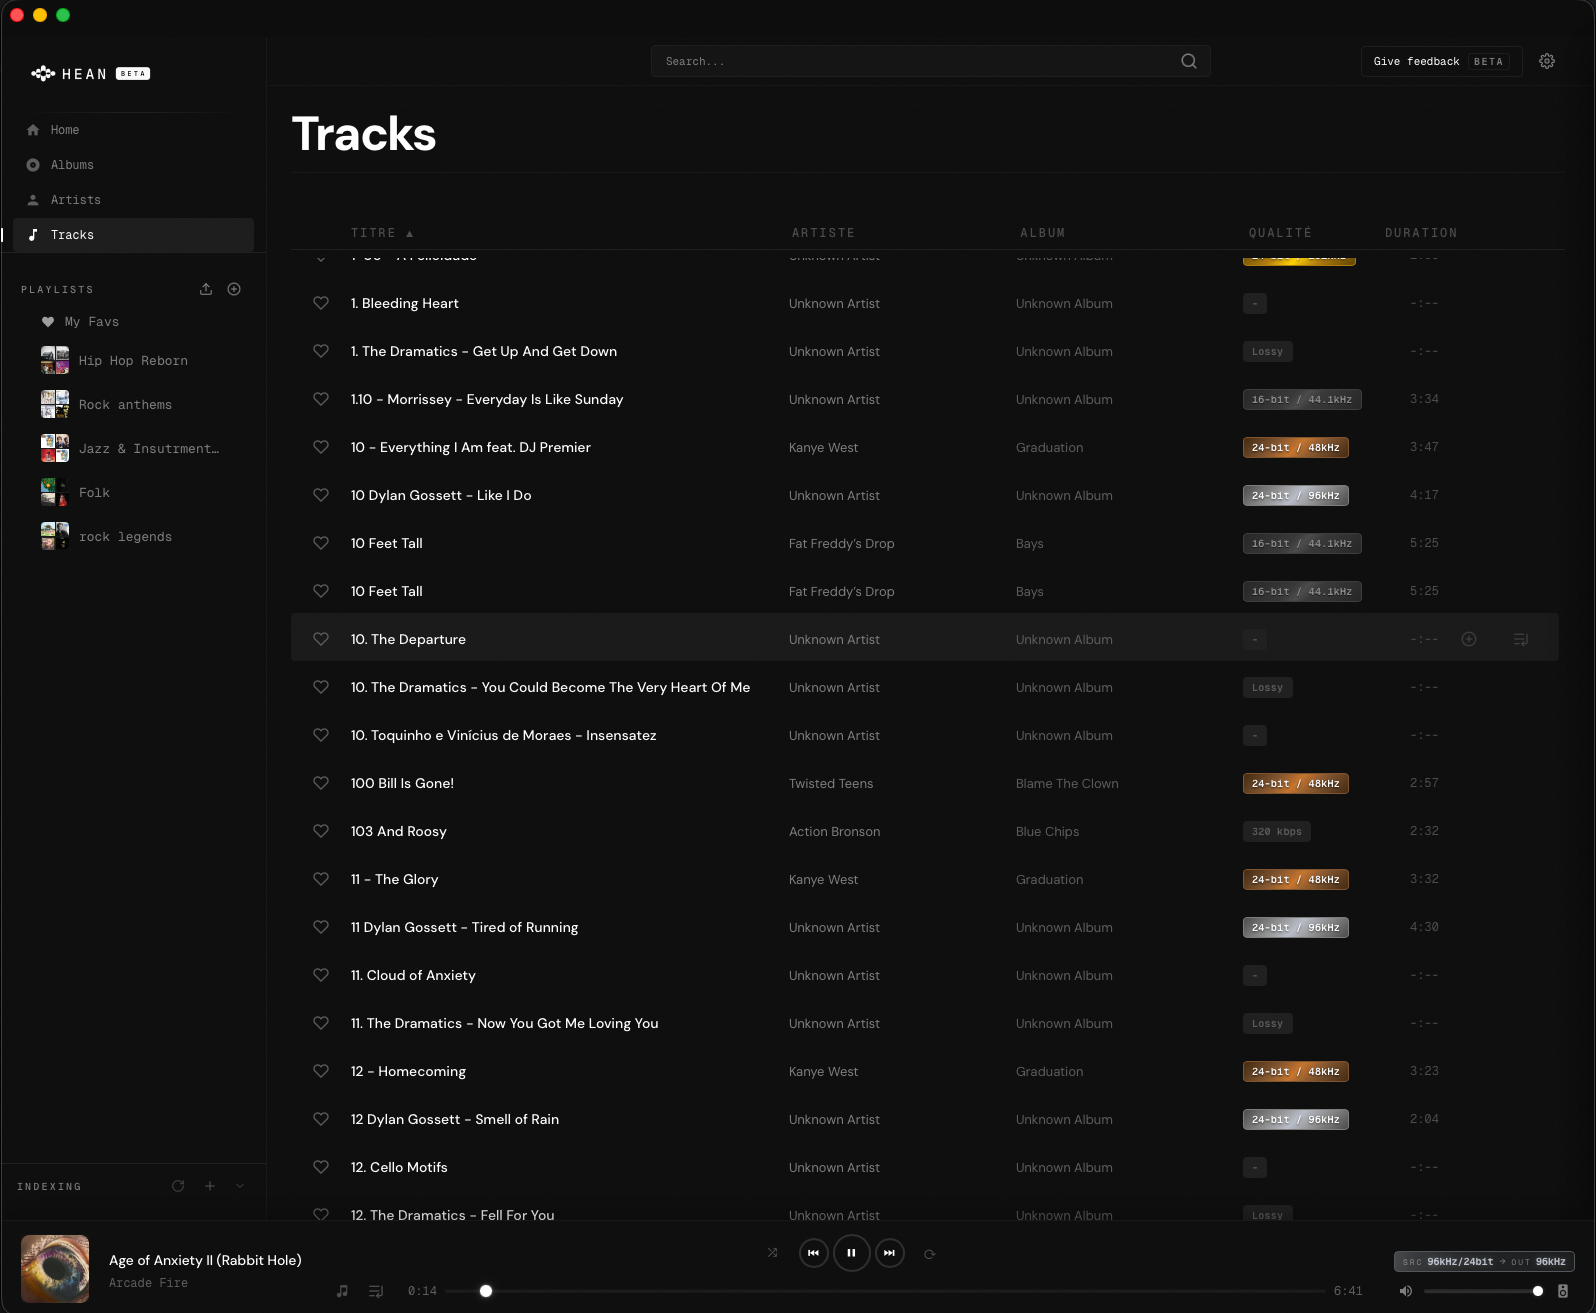 HEAN BETA
Search...
Give feedback BETA
Home
Albums
Artists
Tracks
PLAYLISTS
My Favs
Hip Hop Reborn
Rock anthems
Jazz & Insutrment…
Folk
rock legends
INDEXING
Tracks
TITRE ▲ ARTISTE ALBUM QUALITÉ DURATION
Unknown Artist Unknown Album
1. Bleeding Heart Unknown Artist Unknown Album - -:--
1. The Dramatics - Get Up And Get Down Unknown Artist Unknown Album Lossy -:--
1.10 - Morrissey - Everyday Is Like Sunday Unknown Artist Unknown Album 16-bit / 44.1kHz 3:34
10 - Everything I Am feat. DJ Premier Kanye West Graduation 24-bit / 48kHz 3:47
10 Dylan Gossett - Like I Do Unknown Artist Unknown Album 24-bit / 96kHz 4:17
10 Feet Tall Fat Freddy's Drop Bays 16-bit / 44.1kHz 5:25
10 Feet Tall Fat Freddy's Drop Bays 16-bit / 44.1kHz 5:25
10. The Departure Unknown Artist Unknown Album - -:--
10. The Dramatics - You Could Become The Very Heart Of Me Unknown Artist Unknown Album Lossy -:--
10. Toquinho e Vinícius de Moraes - Insensatez Unknown Artist Unknown Album - -:--
100 Bill Is Gone! Twisted Teens Blame The Clown 24-bit / 48kHz 2:57
103 And Roosy Action Bronson Blue Chips 320 kbps 2:32
11 - The Glory Kanye West Graduation 24-bit / 48kHz 3:32
11 Dylan Gossett - Tired of Running Unknown Artist Unknown Album 24-bit / 96kHz 4:30
11. Cloud of Anxiety Unknown Artist Unknown Album - -:--
11. The Dramatics - Now You Got Me Loving You Unknown Artist Unknown Album Lossy -:--
12 - Homecoming Kanye West Graduation 24-bit / 48kHz 3:23
12 Dylan Gossett - Smell of Rain Unknown Artist Unknown Album 24-bit / 96kHz 2:04
12. Cello Motifs Unknown Artist Unknown Album - -:--
12. The Dramatics - Fell For You Unknown Artist Unknown Album Lossy -:--
Age of Anxiety II (Rabbit Hole)
Arcade Fire
0:14 6:41
SRC 96kHz/24bit → OUT 96kHz